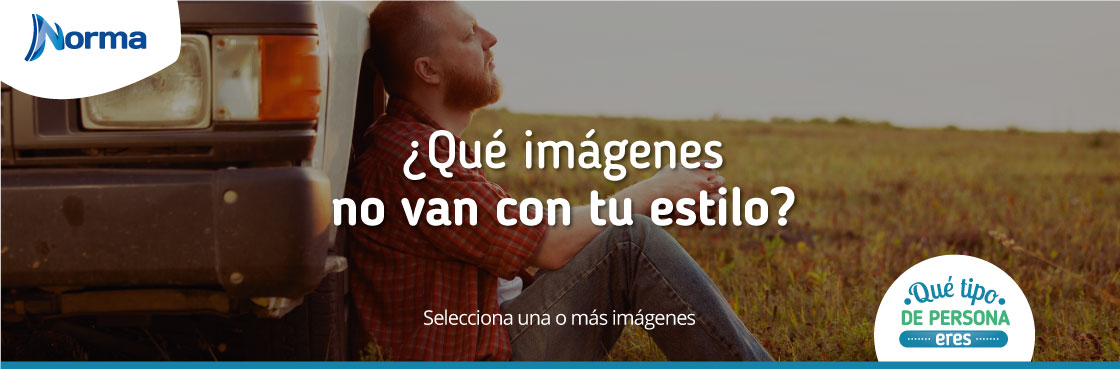 Norma
¿Qué imágenes
no van con tu estilo?
Selecciona una o más imágenes
Qué tipo
DE PERSONA
eres